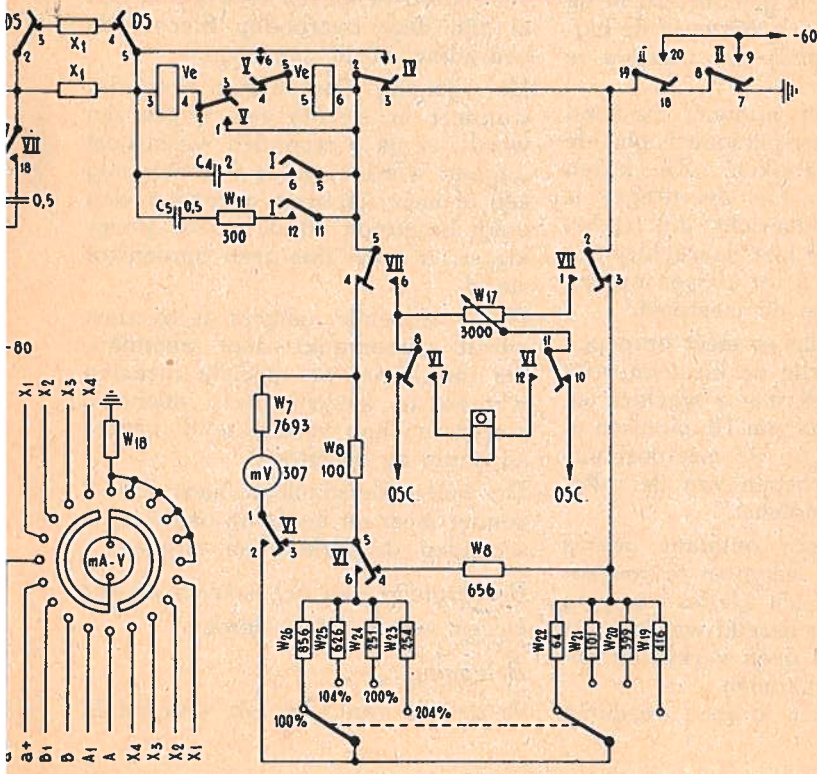 D5 3 X1 4 D5
2 5
X1
VII
18
0,5
-80
3 Ve 4 2 3 V 6 4 5 Ve 5 6 2 1 IV 3
V 1
C4 2 I 6 5
C5 0,5 W11 300 I 12 11
II 20 -60
19 18 8 II 9 7
5 VII 4 6
2 VII 1 3
W17
3000
8 VI 9 7
11 VI 12 10
OSC. OSC.
W7
7693
W8
100
mV 307
1 VI 2 3
VI 5 6 4
W8
656
W26 856
W25 626
W24 251
W23 254
W22 64
W21 101
W20 399
W19 416
100% 104% 200% 204%
X1 X2 X3 X4
W18
mA-V
a+ B1 B A1 A X4 X3 X2 X1